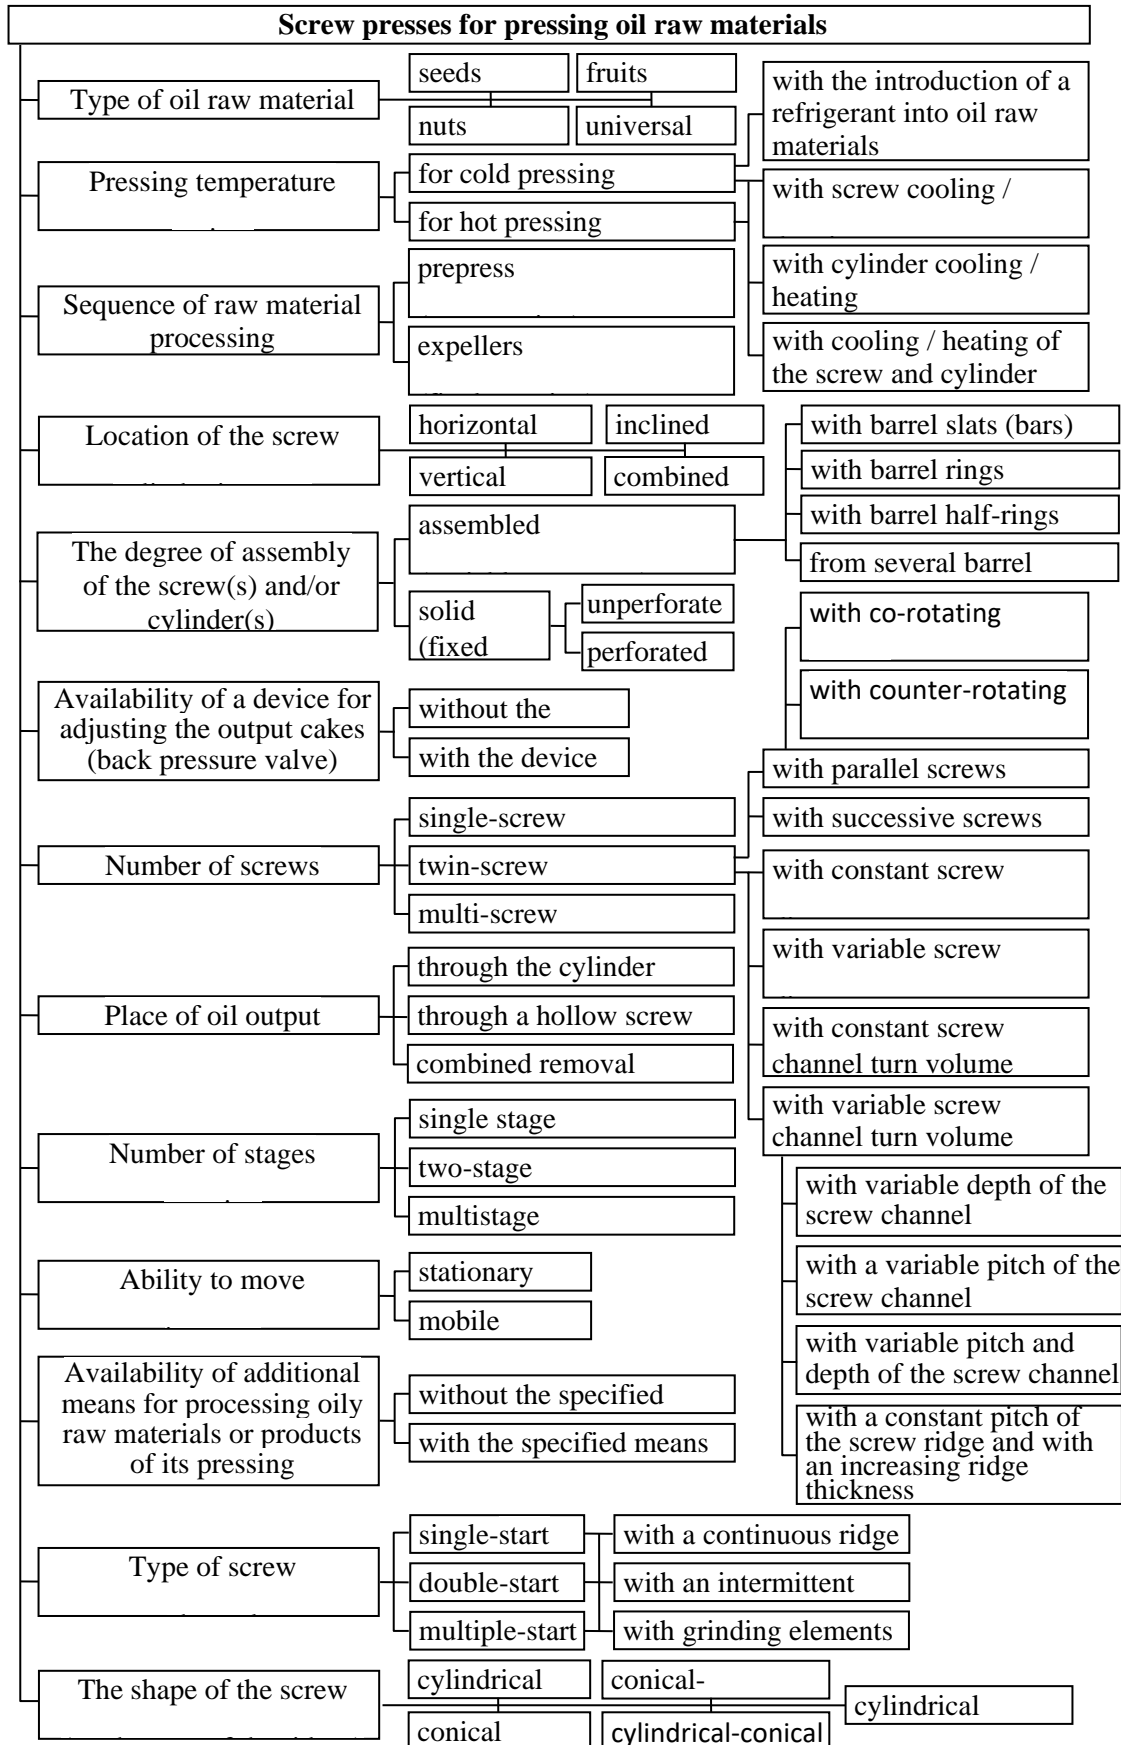 Screw presses for pressing oil raw materials
Type of oil raw material
seeds
fruits
nuts
universal
with the introduction of a
refrigerant into oil raw
materials
Pressing temperature
for cold pressing
for hot pressing
with screw cooling /
with cylinder cooling /
heating
with cooling / heating of
the screw and cylinder
Sequence of raw material
processing
prepress
expellers
Location of the screw
horizontal
inclined
vertical
combined
with barrel slats (bars)
with barrel rings
with barrel half-rings
from several barrel
The degree of assembly
of the screw(s) and/or
cylinder(s)
assembled
solid
(fixed
unperforate
perforated
with co-rotating
with counter-rotating
Availability of a device for
adjusting the output cakes
(back pressure valve)
without the
with the device
with parallel screws
with successive screws
Number of screws
single-screw
twin-screw
multi-screw
with constant screw
with variable screw
with constant screw
channel turn volume
with variable screw
channel turn volume
Place of oil output
through the cylinder
through a hollow screw
combined removal
Number of stages
single stage
two-stage
multistage
with variable depth of the
screw channel
with a variable pitch of the
screw channel
with variable pitch and
depth of the screw channel
with a constant pitch of
the screw ridge and with
an increasing ridge
thickness
Ability to move
stationary
mobile
Availability of additional
means for processing oily
raw materials or products
of its pressing
without the specified
with the specified means
Type of screw
single-start
double-start
multiple-start
with a continuous ridge
with an intermittent
with grinding elements
The shape of the screw
cylindrical
conical-
conical
cylindrical-conical
cylindrical